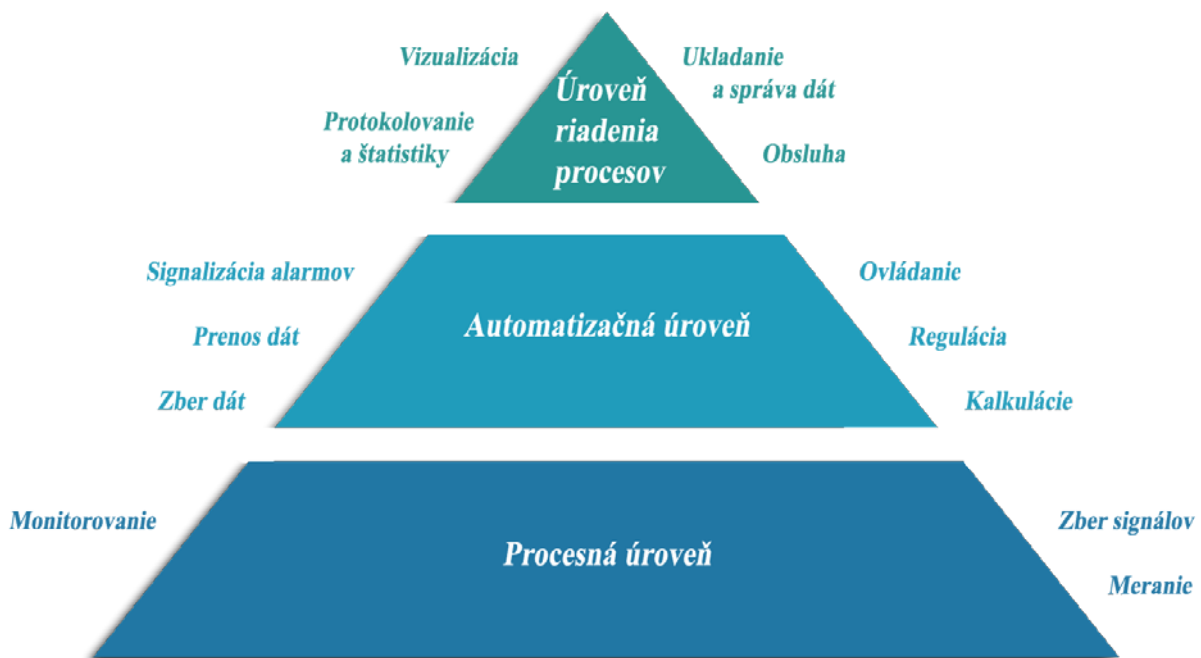 Vizualizácia
Protokolovanie
a štatistiky
Úroveň
riadenia
procesov
Ukladanie
a správa dát
Obsluha
Signalizácia alarmov
Prenos dát
Zber dát
Automatizačná úroveň
Ovládanie
Regulácia
Kalkulácie
Monitorovanie
Procesná úroveň
Zber signálov
Meranie